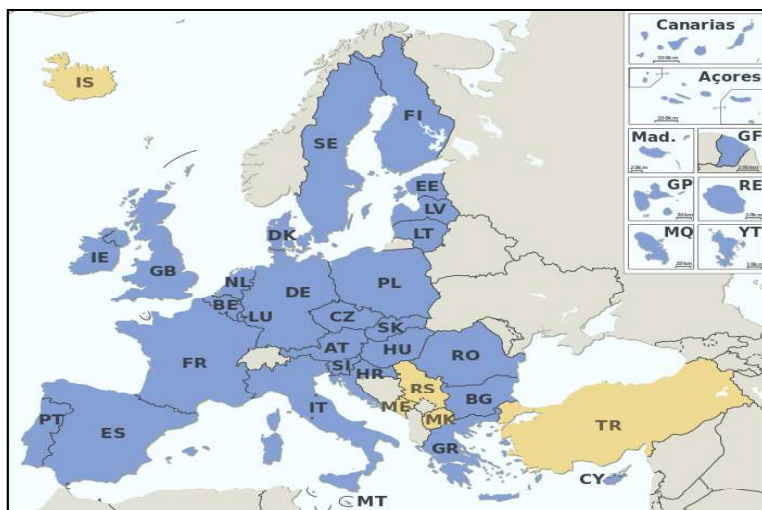 Canarias
Açores
Mad.
GF
GP
RE
MQ
YT
IS
FI
SE
EE
LV
LT
DK
IE
GB
NL
BE
LU
DE
PL
CZ
SK
AT
HU
RO
SI
HR
FR
RS
ME
MK
BG
IT
PT
ES
GR
TR
CY
MT